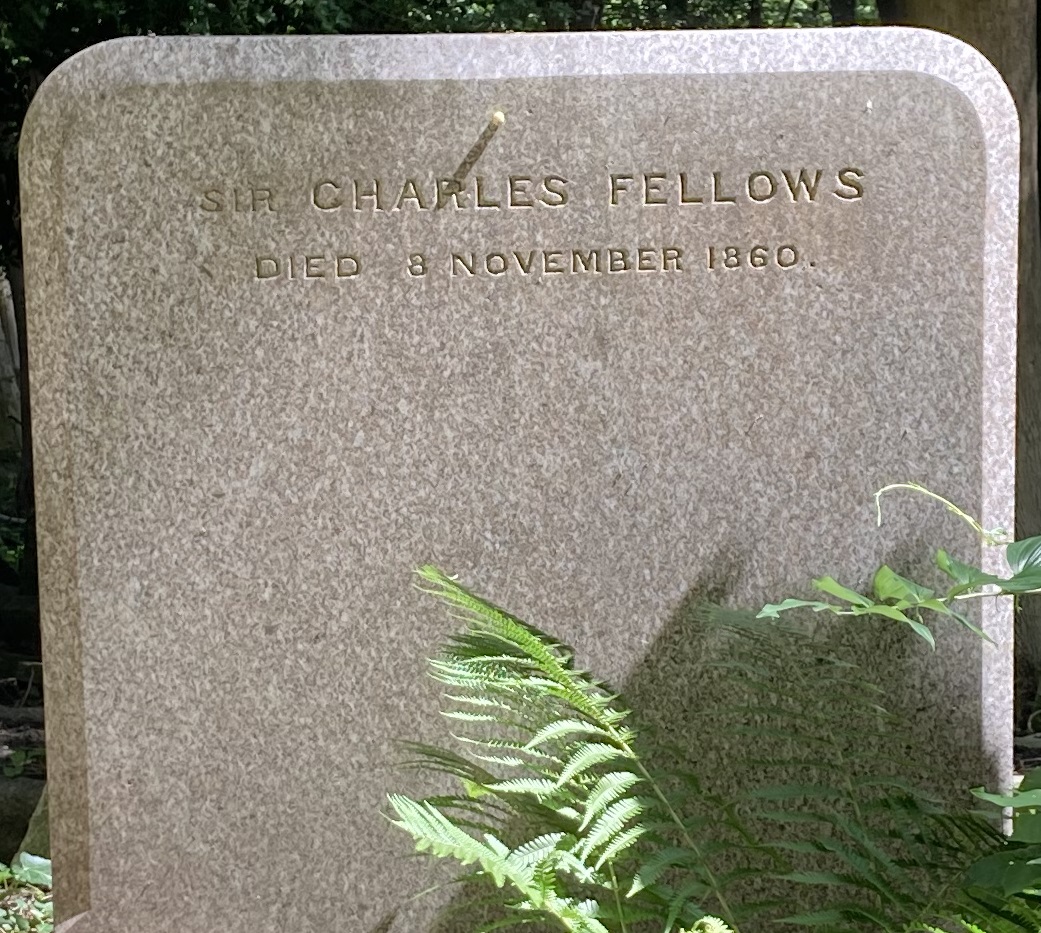 SIR CHARLES FELLOWS
DIED 8 NOVEMBER 1860.